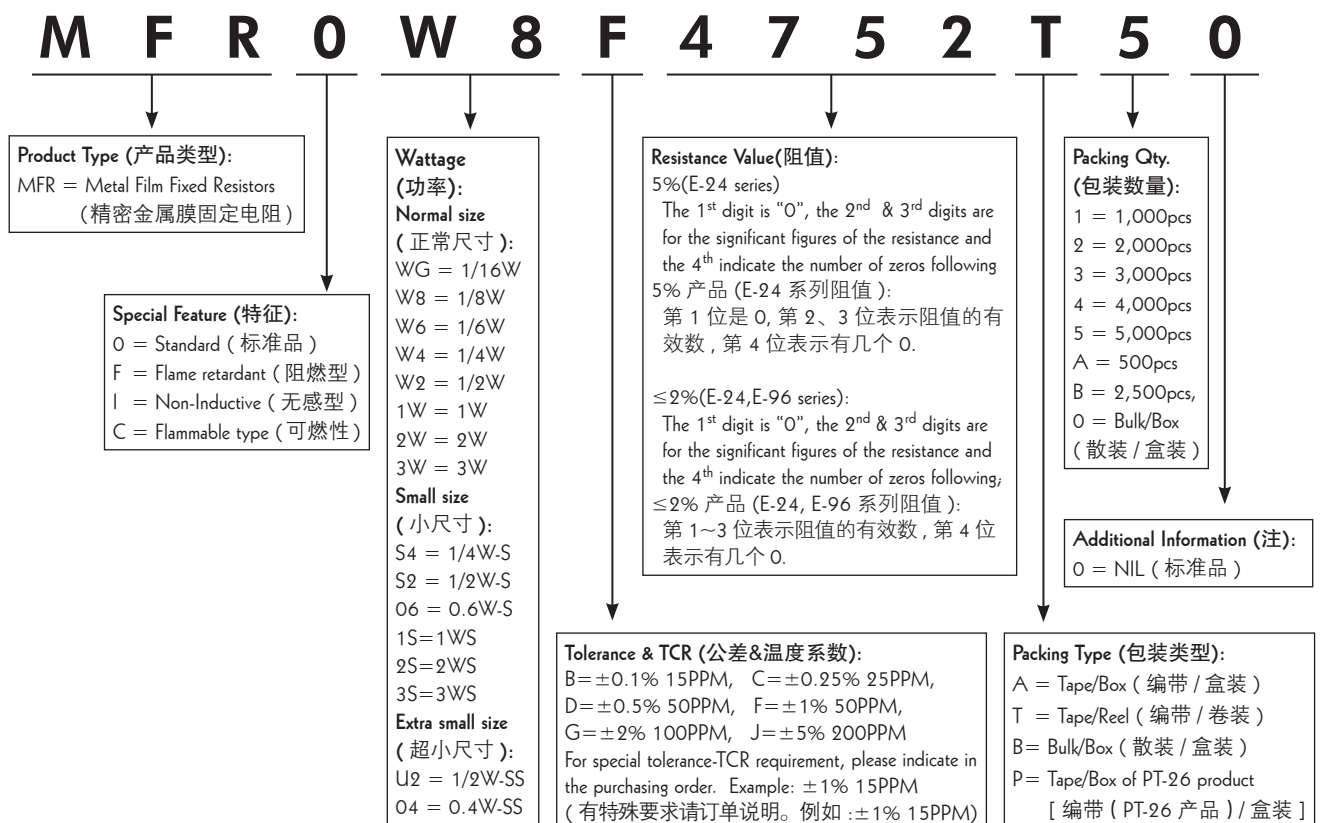 M F R 0 W 8 F 4 7 5 2 T 5 0
Product Type (产品类型):
MFR = Metal Film Fixed Resistors
(精密金属膜固定电阻)
Special Feature (特征):
0 = Standard ( 标准品 )
F = Flame retardant ( 阻燃型 )
I = Non-Inductive ( 无感型 )
C = Flammable type ( 可燃性 )
Wattage
(功率):
Normal size
( 正常尺寸 ):
WG = 1/16W
W8 = 1/8W
W6 = 1/6W
W4 = 1/4W
W2 = 1/2W
1W = 1W
2W = 2W
3W = 3W
Small size
( 小尺寸 ):
S4 = 1/4W-S
S2 = 1/2W-S
06 = 0.6W-S
1S=1WS
2S=2WS
3S=3WS
Extra small size
( 超小尺寸 ):
U2 = 1/2W-SS
04 = 0.4W-SS
Tolerance & TCR (公差&温度系数):
B=±0.1% 15PPM, C=±0.25% 25PPM,
D=±0.5% 50PPM, F=±1% 50PPM,
G=±2% 100PPM, J=±5% 200PPM
For special tolerance-TCR requirement, please indicate in
the purchasing order. Example: ±1% 15PPM
( 有特殊要求请订单说明。例如 :±1% 15PPM)
Resistance Value(阻值):
5%(E-24 series)
The 1st digit is “0”, the 2nd & 3rd digits are
for the significant figures of the resistance and
the 4th indicate the number of zeros following
5% 产品 (E-24 系列阻值 ):
第 1 位是 0, 第 2、3 位表示阻值的有
效数 , 第 4 位表示有几个 0.
≤2%(E-24,E-96 series):
The 1st digit is “0”, the 2nd & 3rd digits are
for the significant figures of the resistance and
the 4th indicate the number of zeros following;
≤2% 产品 (E-24, E-96 系列阻值 ):
第 1~3 位表示阻值的有效数 , 第 4 位
表示有几个 0.
Packing Type (包装类型):
A = Tape/Box ( 编带 / 盒装 )
T = Tape/Reel ( 编带 / 卷装 )
B= Bulk/Box ( 散装 / 盒装 )
P= Tape/Box of PT-26 product
[ 编带 ( PT-26 产品 ) / 盒装 ]
Packing Qty.
(包装数量):
1 = 1,000pcs
2 = 2,000pcs
3 = 3,000pcs
4 = 4,000pcs
5 = 5,000pcs
A = 500pcs
B = 2,500pcs,
0 = Bulk/Box
( 散装 / 盒装 )
Additional Information (注):
0 = NIL ( 标准品 )